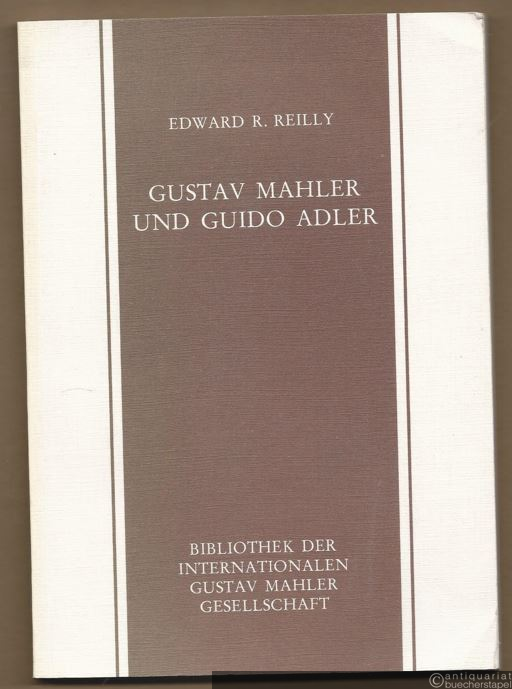 EDWARD R. REILLY
GUSTAV MAHLER
UND GUIDO ADLER
BIBLIOTHEK DER
INTERNATIONALEN
GUSTAV MAHLER
GESELLSCHAFT
©antiquariat
buecherstapel